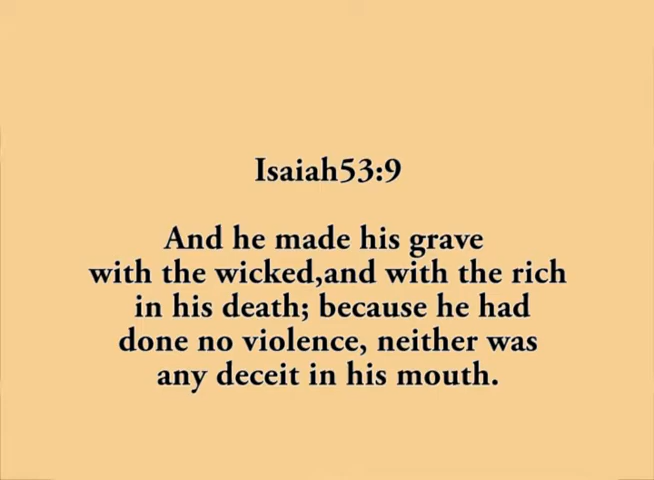 Isaiah53:9
And he made his grave
with the wicked,and with the rich
in his death; because he had
done no violence, neither was
any deceit in his mouth.